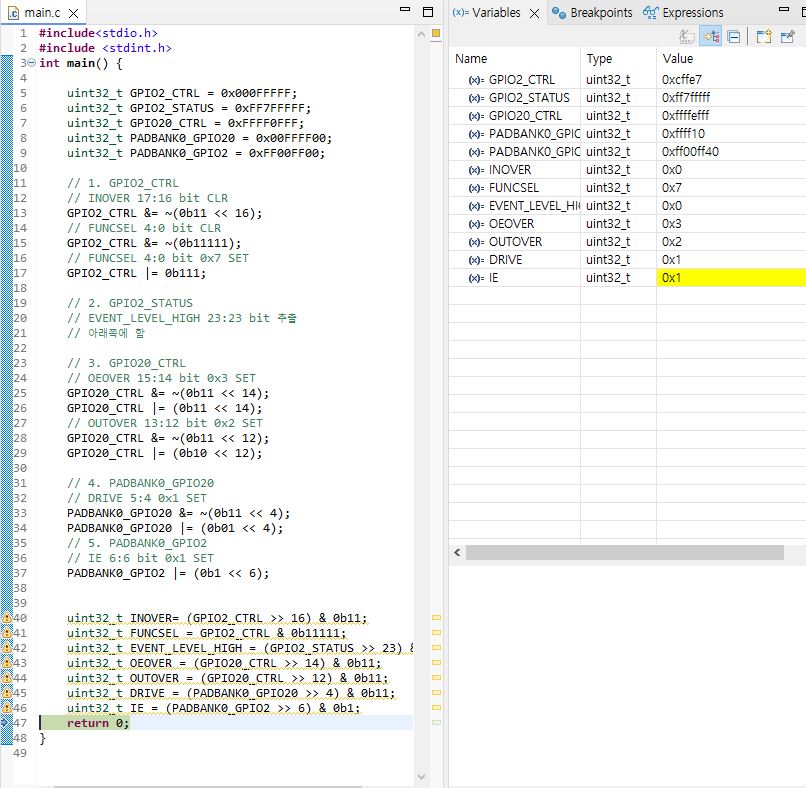 main.c
1 #include<stdio.h>
2 #include <stdint.h>
3 int main() {
4
5 uint32_t GPIO2_CTRL = 0x000FFFFF;
6 uint32_t GPIO2_STATUS = 0xFF7FFFFF;
7 uint32_t GPIO20_CTRL = 0xFFFF0FFF;
8 uint32_t PADBANK0_GPIO20 = 0x00FFFF00;
9 uint32_t PADBANK0_GPIO2 = 0xFF00FF00;
10
11 // 1. GPIO2_CTRL
12 // INOVER 17:16 bit CLR
13 GPIO2_CTRL &= ~(0b11 << 16);
14 // FUNCSEL 4:0 bit CLR
15 GPIO2_CTRL &= ~(0b11111);
16 // FUNCSEL 4:0 bit 0x7 SET
17 GPIO2_CTRL |= 0b111;
18
19 // 2. GPIO2_STATUS
20 // EVENT_LEVEL_HIGH 23:23 bit 추출
21 // 아래쪽에 함
22
23 // 3. GPIO20_CTRL
24 // OEOVER 15:14 bit 0x3 SET
25 GPIO20_CTRL &= ~(0b11 << 14);
26 GPIO20_CTRL |= (0b11 << 14);
27 // OUTOVER 13:12 bit 0x2 SET
28 GPIO20_CTRL &= ~(0b11 << 12);
29 GPIO20_CTRL |= (0b10 << 12);
30
31 // 4. PADBANK0_GPIO20
32 // DRIVE 5:4 0x1 SET
33 PADBANK0_GPIO20 &= ~(0b11 << 4);
34 PADBANK0_GPIO20 |= (0b01 << 4);
35 // 5. PADBANK0_GPIO2
36 // IE 6:6 bit 0x1 SET
37 PADBANK0_GPIO2 |= (0b1 << 6);
38
39
40 uint32_t INOVER= (GPIO2_CTRL >> 16) & 0b11;
41 uint32_t FUNCSEL = GPIO2_CTRL & 0b11111;
42 uint32_t EVENT_LEVEL_HIGH = (GPIO2_STATUS >> 23) &
43 uint32_t OEOVER = (GPIO20_CTRL >> 14) & 0b11;
44 uint32_t OUTOVER = (GPIO20_CTRL >> 12) & 0b11;
45 uint32_t DRIVE = (PADBANK0_GPIO20 >> 4) & 0b11;
46 uint32_t IE = (PADBANK0_GPIO2 >> 6) & 0b1;
47 return 0;
48 }
49
(x)= Variables Breakpoints Expressions
Name Type Value
(x)= GPIO2_CTRL uint32_t 0xcffe7
(x)= GPIO2_STATUS uint32_t 0xff7fffff
(x)= GPIO20_CTRL uint32_t 0xffffefff
(x)= PADBANK0_GPIC uint32_t 0xffff10
(x)= PADBANK0_GPIC uint32_t 0xff00ff40
(x)= INOVER uint32_t 0x0
(x)= FUNCSEL uint32_t 0x7
(x)= EVENT_LEVEL_HI( uint32_t 0x0
(x)= OEOVER uint32_t 0x3
(x)= OUTOVER uint32_t 0x2
(x)= DRIVE uint32_t 0x1
(x)= IE uint32_t 0x1